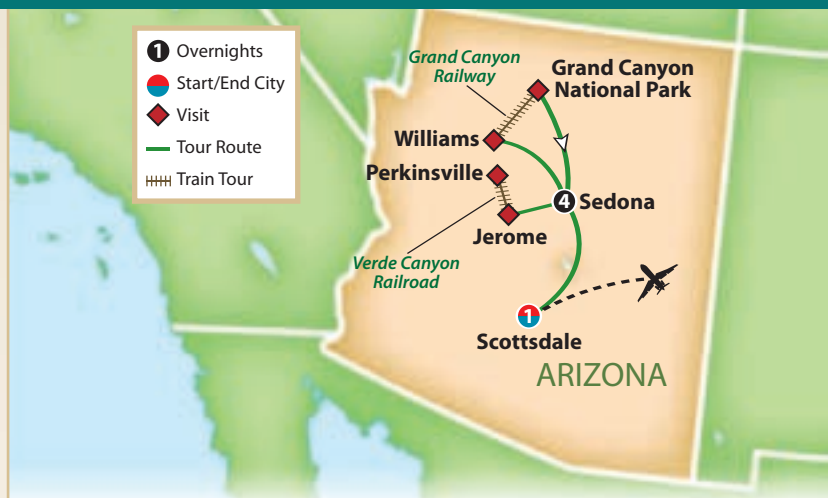 1 Overnights
Start/End City
Visit
Tour Route
Train Tour
Grand Canyon
Railway
Grand Canyon
National Park
Williams
Perkinsville
4 Sedona
Jerome
Verde Canyon
Railroad
1
Scottsdale
ARIZONA